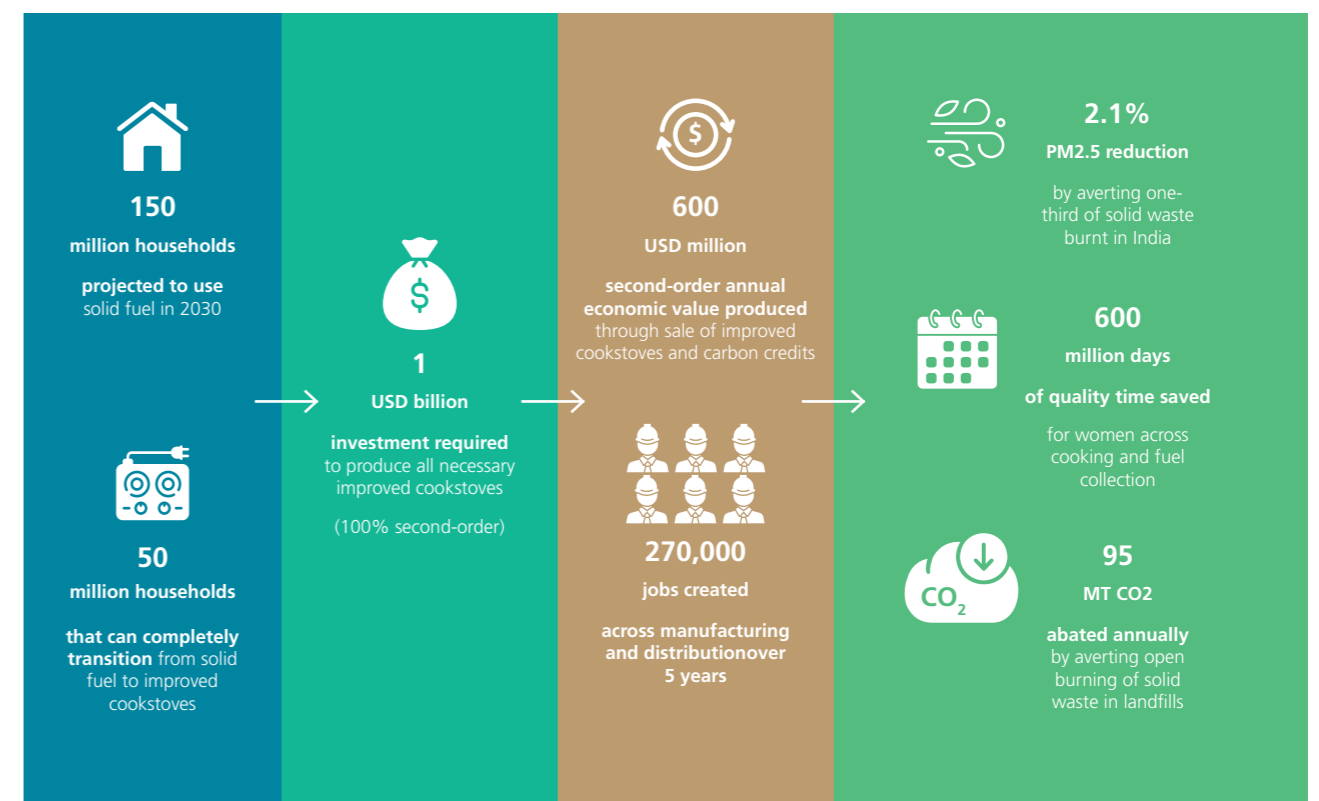 150
million households
projected to use
solid fuel in 2030
50
million households
that can completely
transition from solid
fuel to improved
cookstoves
$
1
USD billion
investment required
to produce all necessary
improved cookstoves
(100% second-order)
$
600
USD million
second-order annual
economic value produced
through sale of improved
cookstoves and carbon credits
270,000
jobs created
across manufacturing
and distributionover
5 years
2.1%
PM2.5 reduction
by averting one-
third of solid waste
burnt in India
600
million days
of quality time saved
for women across
cooking and fuel
collection
CO2
95
MT CO2
abated annually
by averting open
burning of solid
waste in landfills